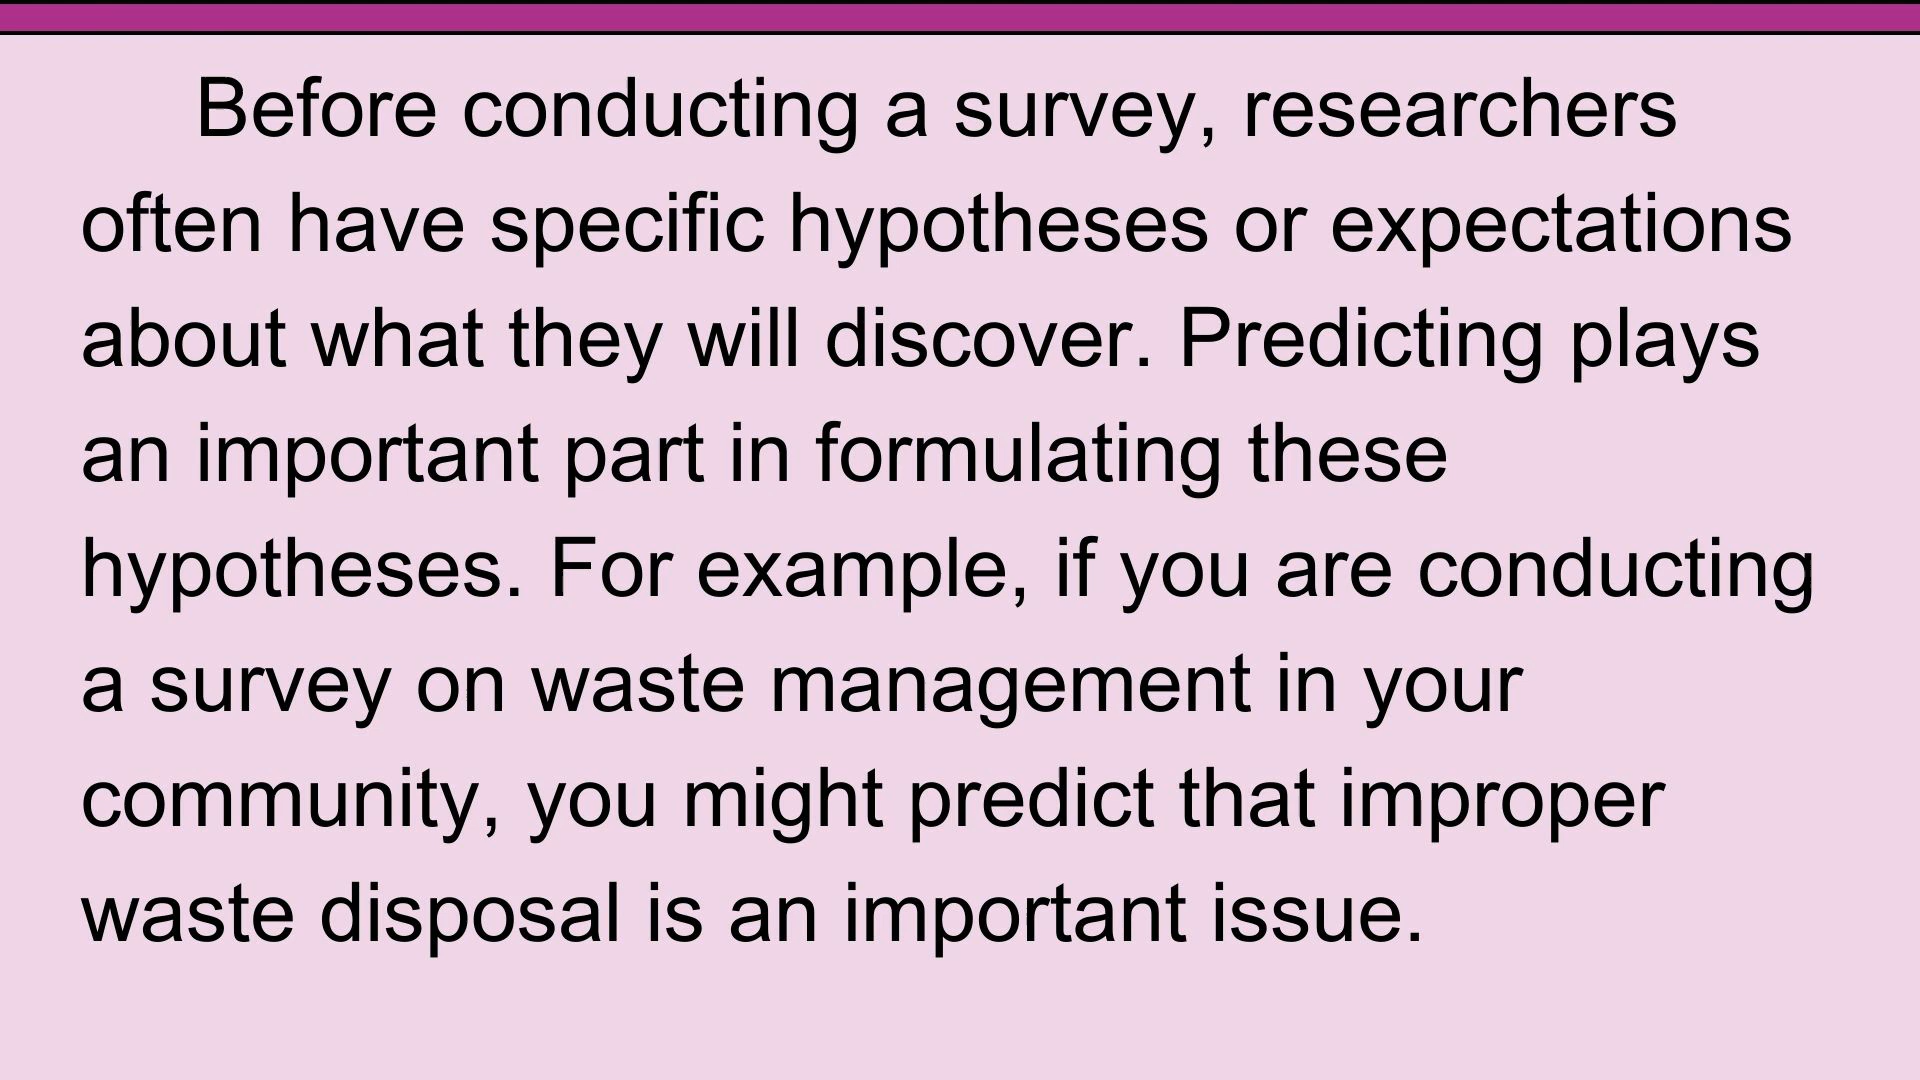 Before conducting a survey, researchers
often have specific hypotheses or expectations
about what they will discover. Predicting plays
an important part in formulating these
hypotheses. For example, if you are conducting
a survey on waste management in your
community, you might predict that improper
waste disposal is an important issue.